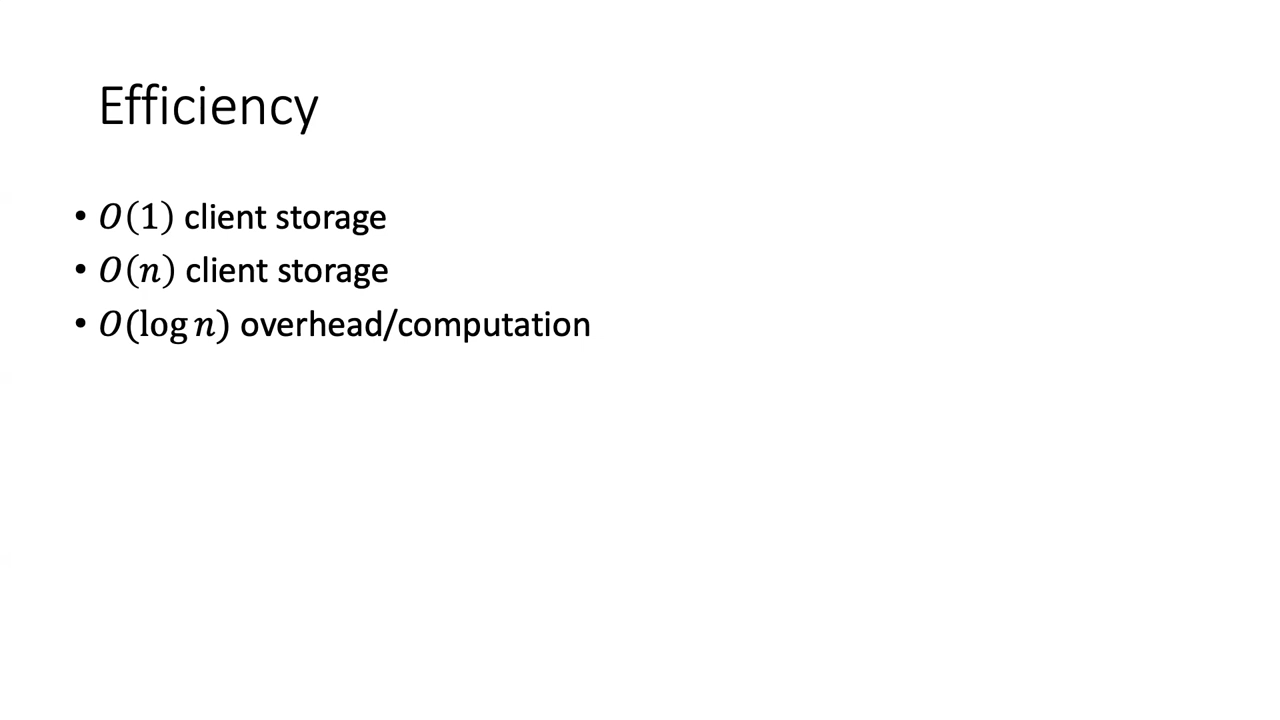 Efficiency
• O(1) client storage
• O(n) client storage
• O(log n) overhead/computation